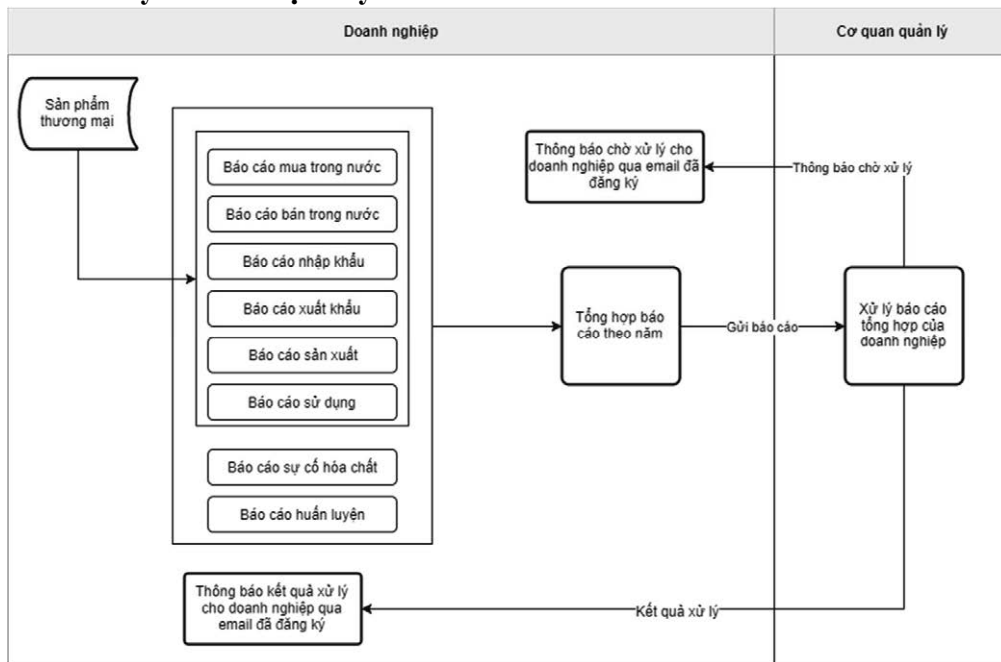 Doanh nghiệp
Cơ quan quản lý
Sản phẩm
thương mại
Báo cáo mua trong nước
Báo cáo bán trong nước
Báo cáo nhập khẩu
Báo cáo xuất khẩu
Báo cáo sản xuất
Báo cáo sử dụng
Báo cáo sự cố hóa chất
Báo cáo huấn luyện
Thông báo chờ xử lý cho
doanh nghiệp qua email đã
đăng ký
Thông báo chờ xử lý
Tổng hợp báo
cáo theo năm
Gửi báo cáo
Xử lý báo cáo
tổng hợp của
doanh nghiệp
Thông báo kết quả xử lý
cho doanh nghiệp qua
email đã đăng ký
Kết quả xử lý